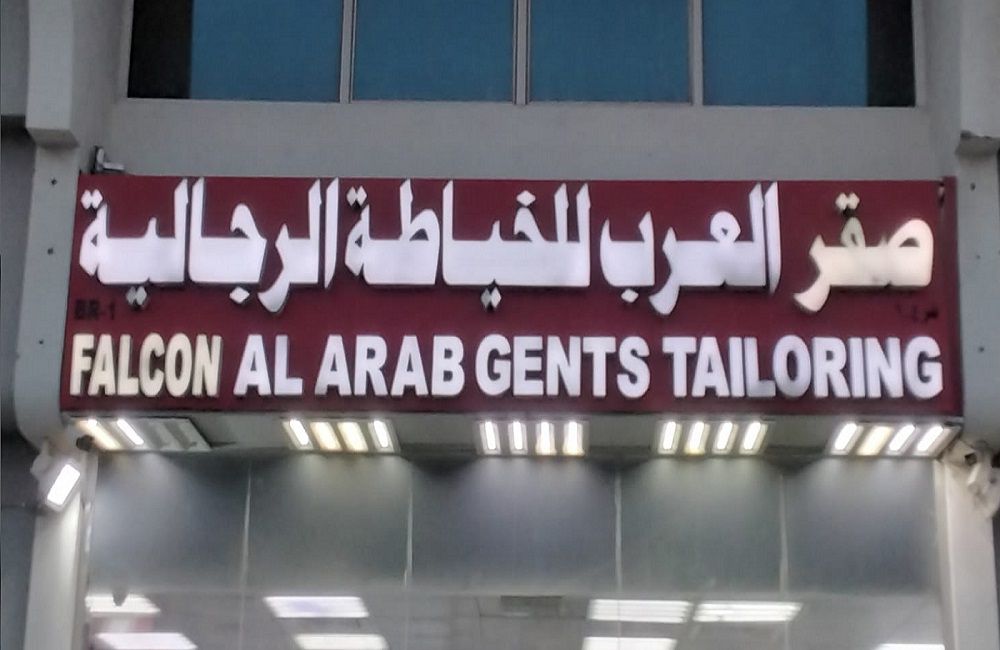 صقر العرب للخياطة الرجالية
BR-1
FALCON AL ARAB GENTS TAILORING